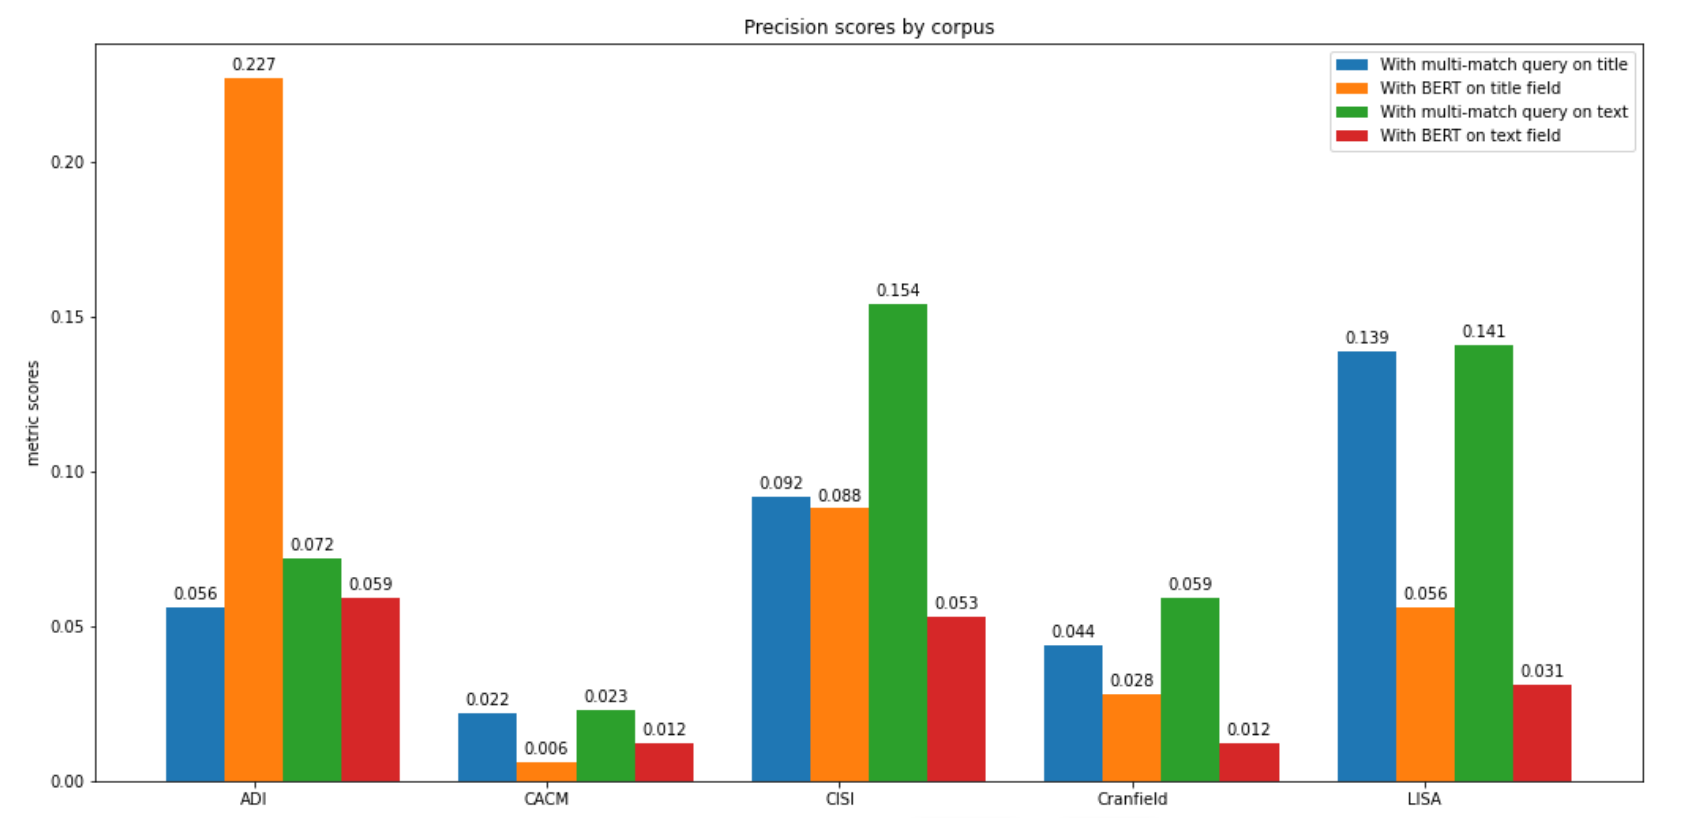 Precision scores by corpus
With multi-match query on title
With BERT on title field
With multi-match query on text
With BERT on text field
metric scores
0.20
0.15
0.10
0.05
0.00
0.056
0.227
0.072
0.059
0.022
0.006
0.023
0.012
0.092
0.088
0.154
0.053
0.044
0.028
0.059
0.012
0.139
0.056
0.141
0.031
ADI
CACM
CISI
Cranfield
LISA